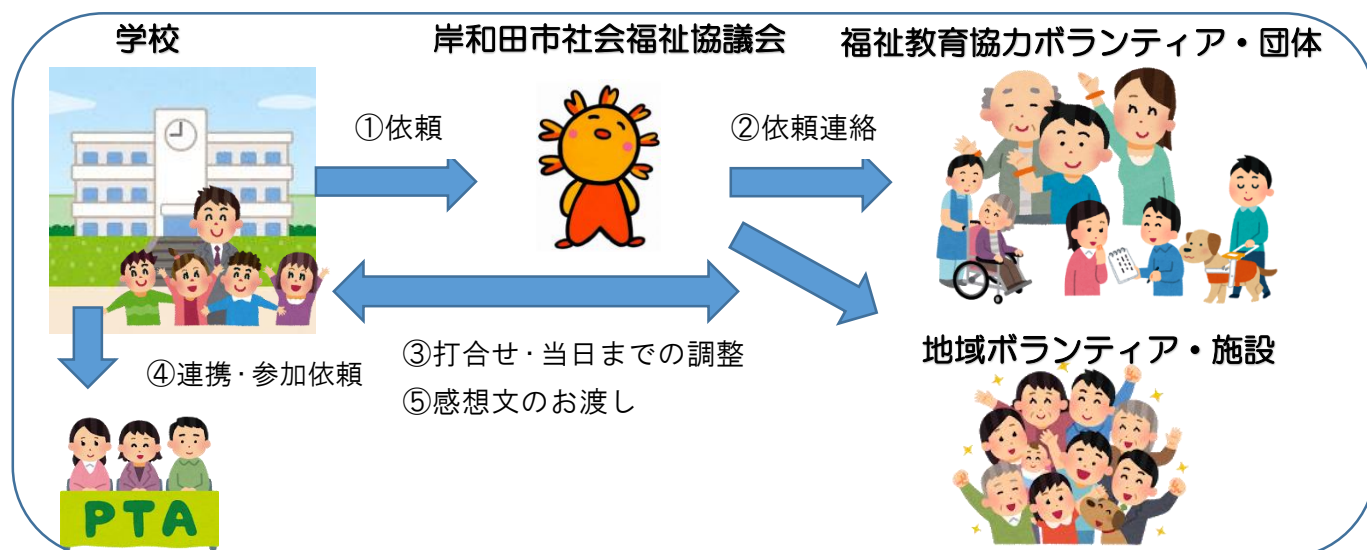 学校
岸和田市社会福祉協議会
福祉教育協力ボランティア・団体
①依頼
②依頼連絡
③打合せ・当日までの調整
④連携・参加依頼
⑤感想文のお渡し
地域ボランティア・施設
PTA